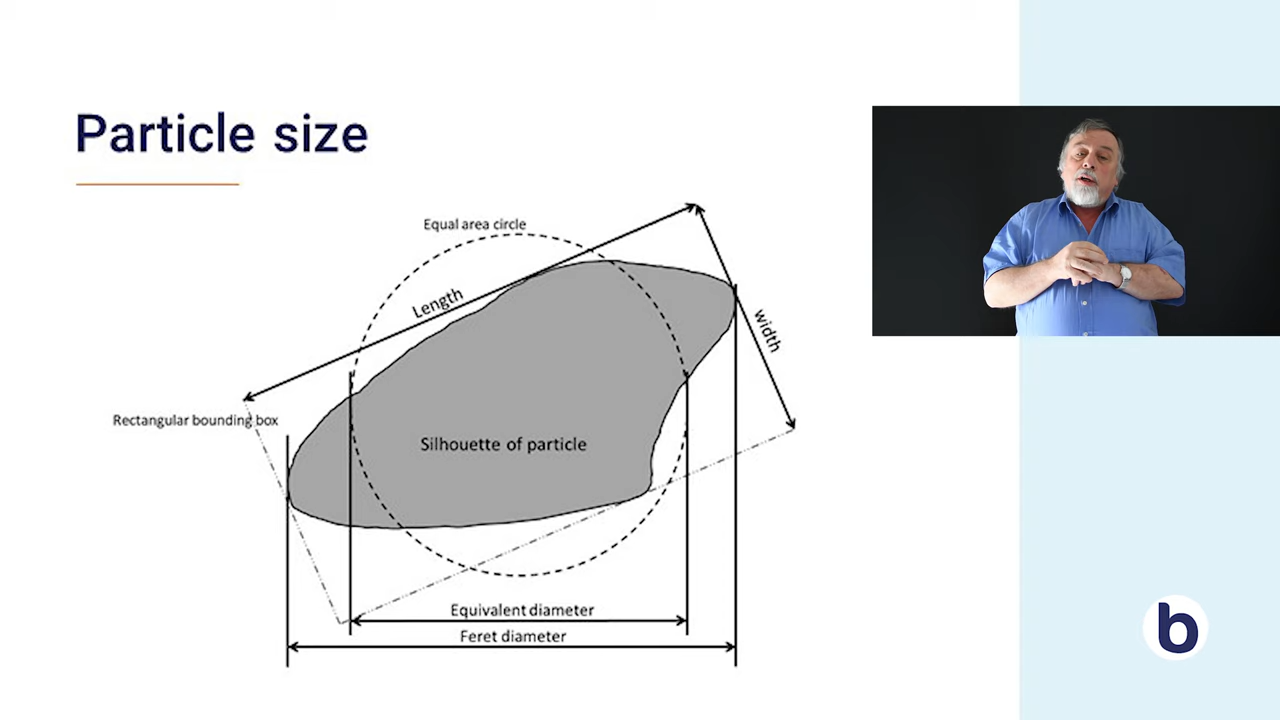 Particle size
Equal area circle
Length
width
Rectangular bounding box
Silhouette of particle
Equivalent diameter
Feret diameter
b